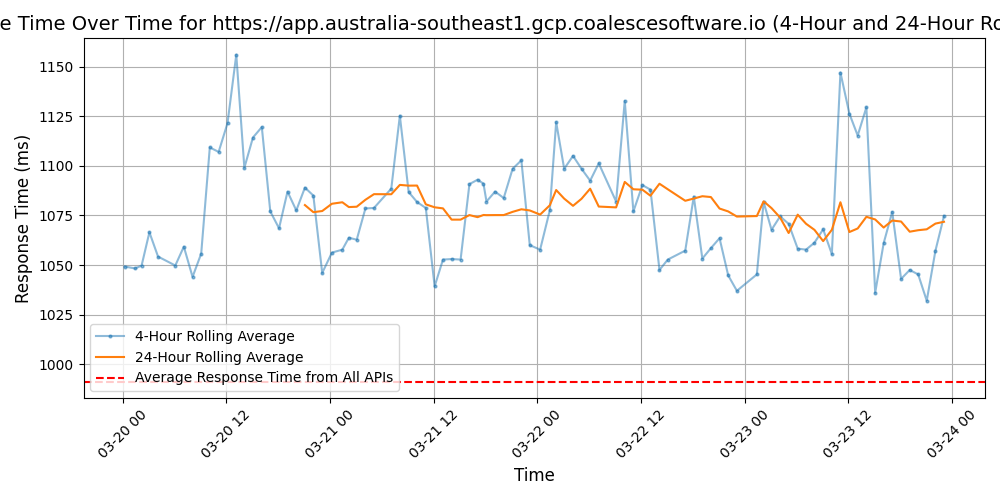 e Time Over Time for https://app.australia-southeast1.gcp.coalescesoftware.io (4-Hour and 24-Hour Ro
Response Time (ms)
1150
1125
1100
1075
1050
1025
1000
4-Hour Rolling Average
24-Hour Rolling Average
Average Response Time from All APIs
03-20 00
03-20 12
03-21 00
03-21 12
03-22 00
03-22 12
03-23 00
03-23 12
03-24 00
Time